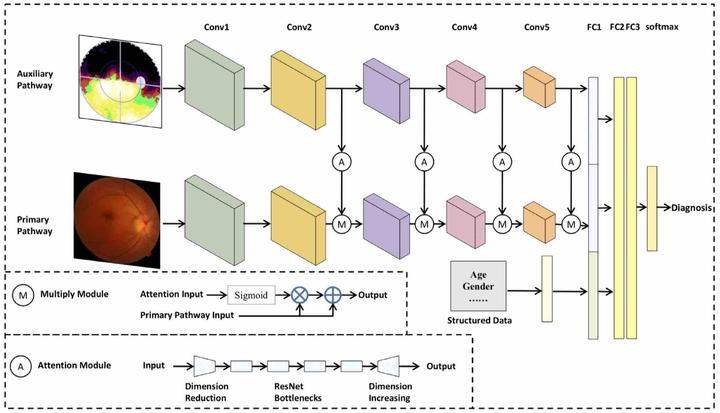 Conv1 Conv2 Conv3 Conv4 Conv5 FC1 FC2 FC3 softmax
Auxiliary
Pathway
A A A A
Primary
Pathway
M M M M
Diagnosis
Age
Gender
......
Structured Data
M Multiply Module
Attention Input Sigmoid Output
Primary Pathway Input
A Attention Module
Input Output
Dimension
Reduction
ResNet
Bottlenecks
Dimension
Increasing